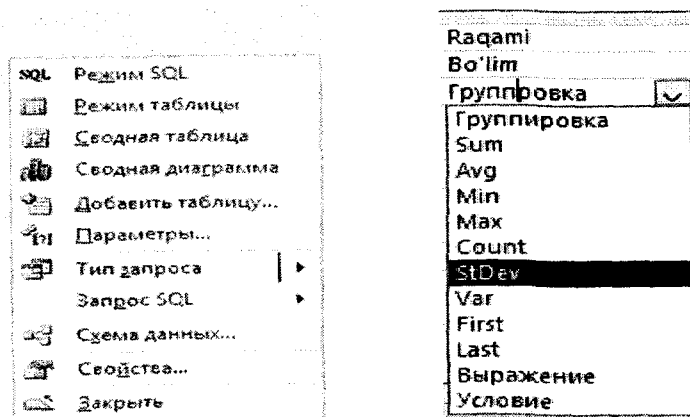 SQL Режим SQL
Режим таблицы
Сводная таблица
Сводная диаграмма
Добавить таблицу...
Параметры...
Тип запроса
Запрос SQL
Схема данных...
Свойства...
Закрыть
Raqami
Bo'lim
Группровка
Группировка
Sum
Avg
Min
Max
Count
StDev
Var
First
Last
Выражение
Условие